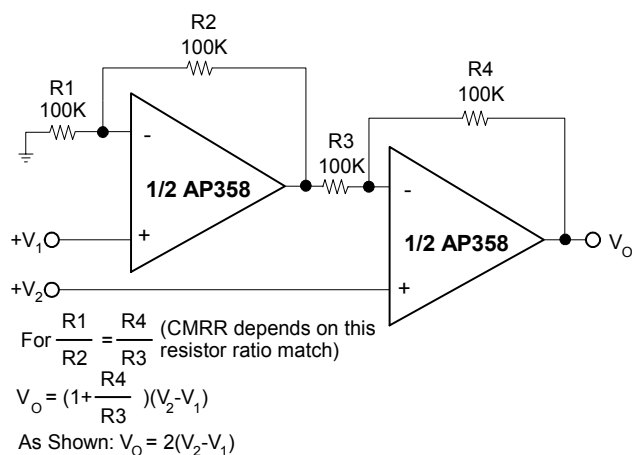 R2
100K
R1
100K
R4
100K
R3
100K
-
1/2 AP358
+
-
1/2 AP358
+
+V1
+V2
VO
For R1/R2 = R4/R3 (CMRR depends on this
resistor ratio match)
VO = (1+ R4/R3 )(V2-V1)
As Shown: VO = 2(V2-V1)